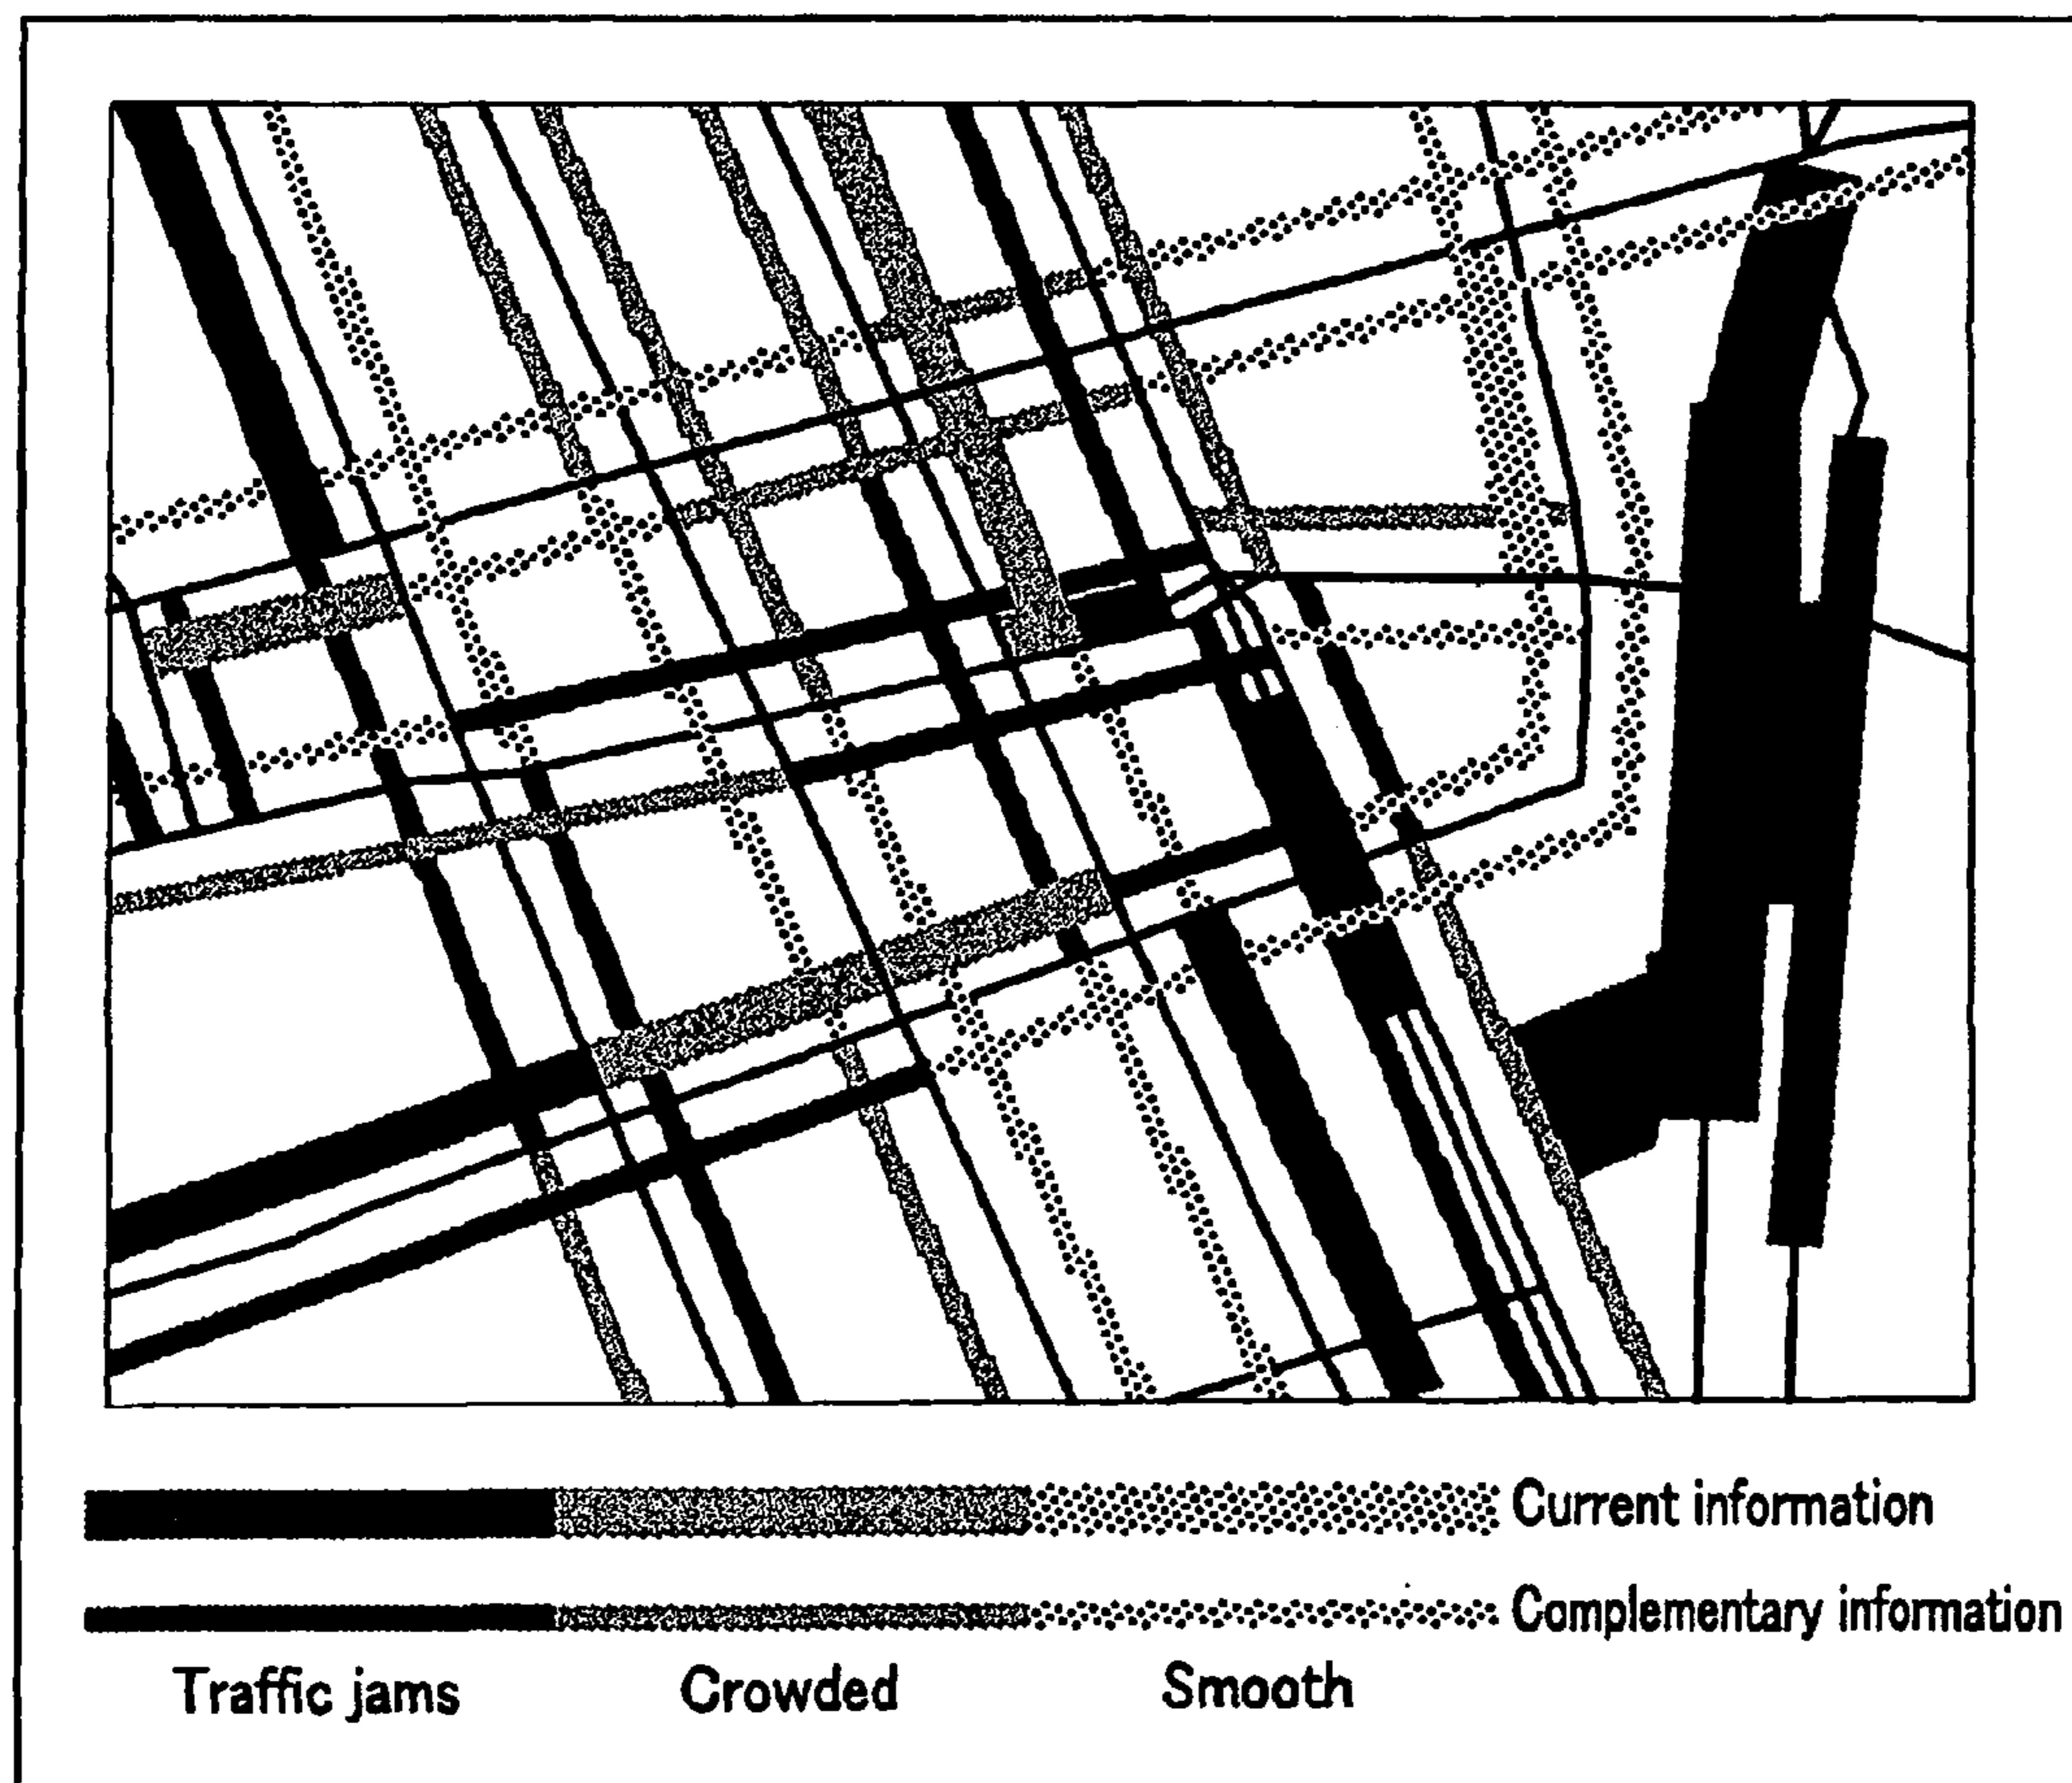 Current information
Complementary information
Traffic jams Crowded Smooth